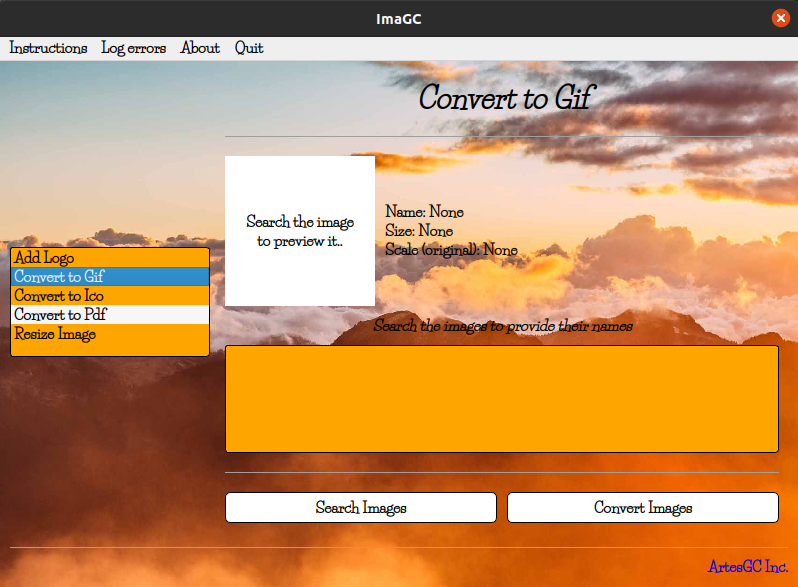 ImaGC
Instructions Log errors About Quit
Convert to Gif
Search the image
to preview it..
Name: None
Size: None
Scale (original): None
Add Logo
Convert to Gif
Convert to Ico
Convert to Pdf
Resize Image
Search the images to provide their names
Search Images Convert Images
ArtesGC Inc.